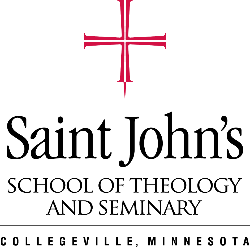 Saint John's
SCHOOL OF THEOLOGY
AND SEMINARY
COLLEGEVILLE, MINNESOTA